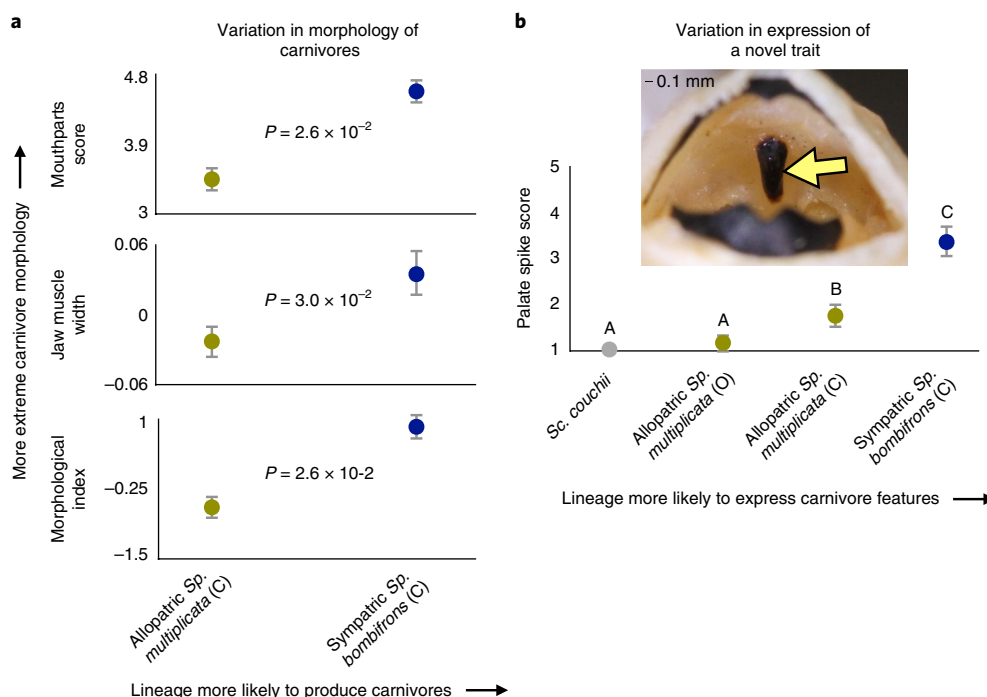 a
Variation in morphology of
carnivores
More extreme carnivore morphology
Mouthparts
score
4.8
3.9
3
P = 2.6 × 10⁻²
Jaw muscle
width
0.06
0
−0.06
P = 3.0 × 10⁻²
Morphological
index
1
−0.25
−1.5
P = 2.6 × 10-2
Allopatric Sp.
multiplicata (C)
Sympatric Sp.
bombifrons (C)
Lineage more likely to produce carnivores
b
Variation in expression of
a novel trait
0.1 mm
Palate spike score
5
4
3
2
1
A
A
B
C
Sc. couchii
Allopatric Sp.
multiplicata (O)
Allopatric Sp.
multiplicata (C)
Sympatric Sp.
bombifrons (C)
Lineage more likely to express carnivore features